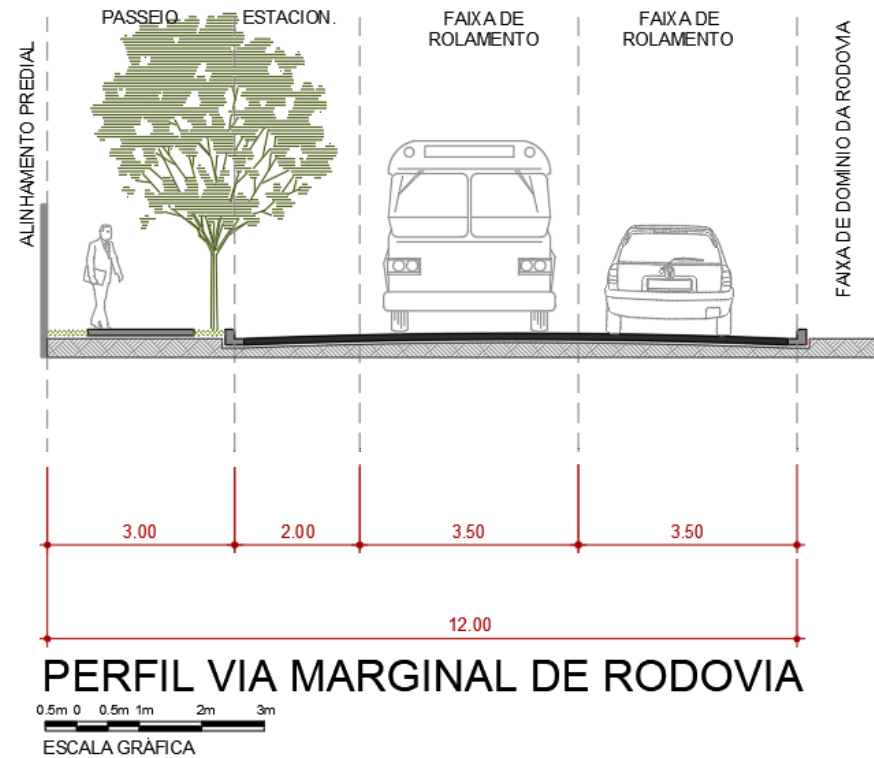 PASSEIO
ESTACION.
FAIXA DE
ROLAMENTO
FAIXA DE
ROLAMENTO
ALINHAMENTO PREDIAL
FAIXA DE DOMÍNIO DA RODOVIA
3.00
2.00
3.50
3.50
12.00
PERFIL VIA MARGINAL DE RODOVIA
0.5m 0 0.5m 1m 2m 3m
ESCALA GRÁFICA